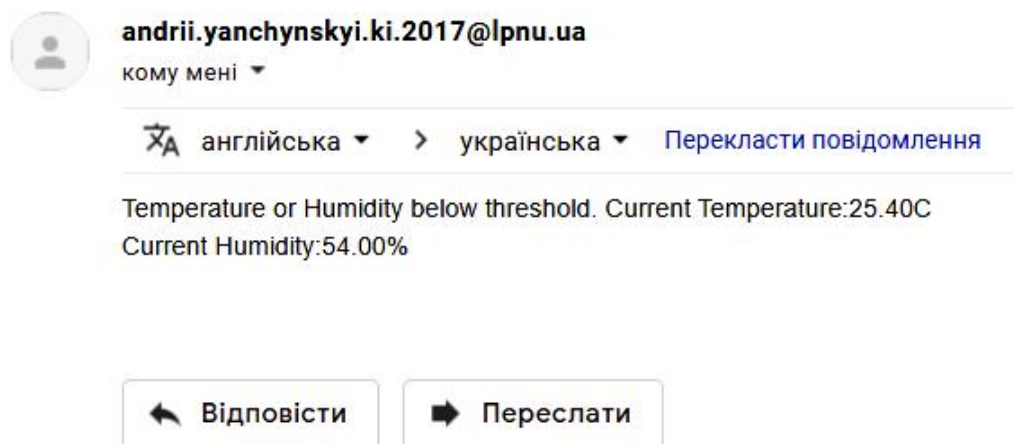 andrii.yanchynskyi.ki.2017@lpnu.ua
кому мені
англійська > українська Перекласти повідомлення
Temperature or Humidity below threshold. Current Temperature:25.40C
Current Humidity:54.00%
Відповісти Переслати